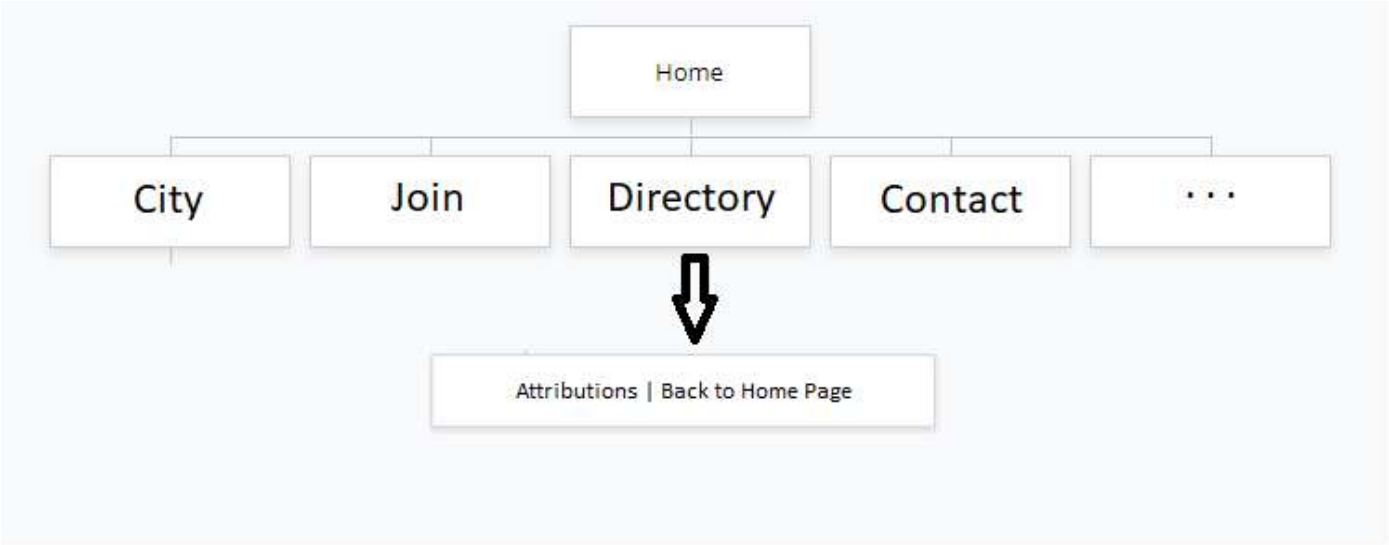 Home
City
Join
Directory
Contact
. . .
Attributions | Back to Home Page